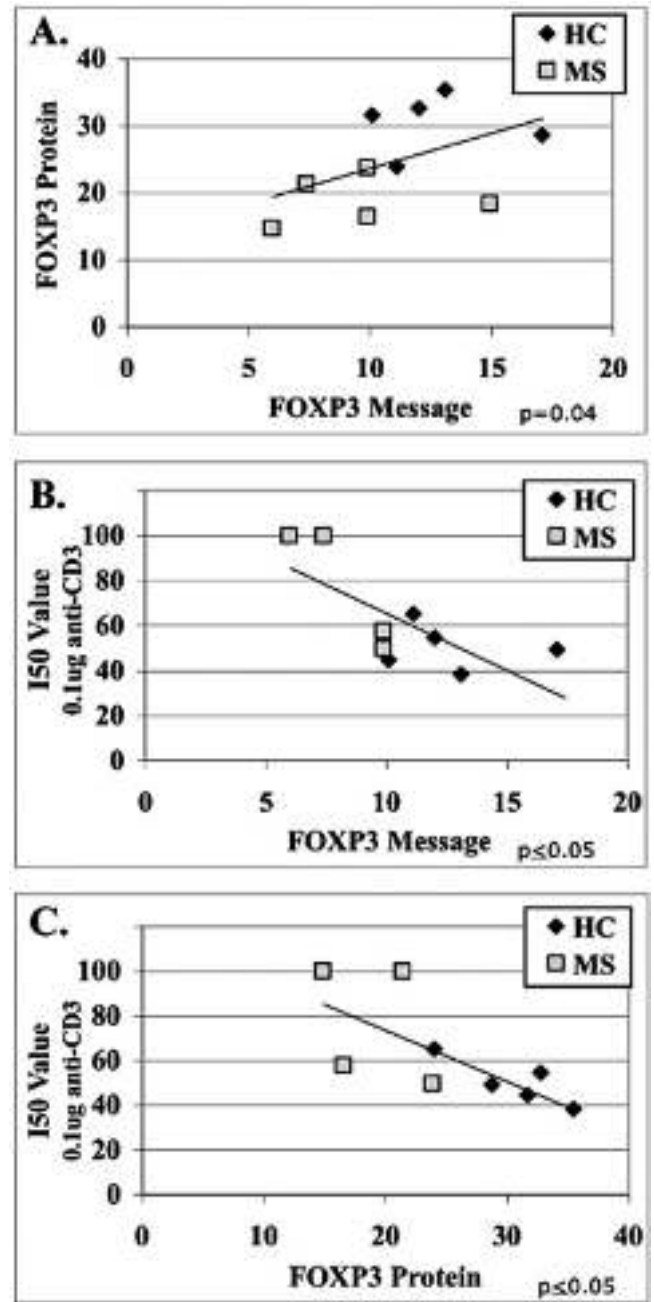 A.
HC
MS
40
30
20
10
0
FOXP3 Protein
0 5 10 15 20
FOXP3 Message p=0.04
B.
HC
MS
100
80
60
40
20
0
I50 Value
0.1ug anti-CD3
0 5 10 15 20
FOXP3 Message p≤0.05
C.
HC
MS
100
80
60
40
20
0
I50 Value
0.1ug anti-CD3
0 10 20 30 40
FOXP3 Protein p≤0.05